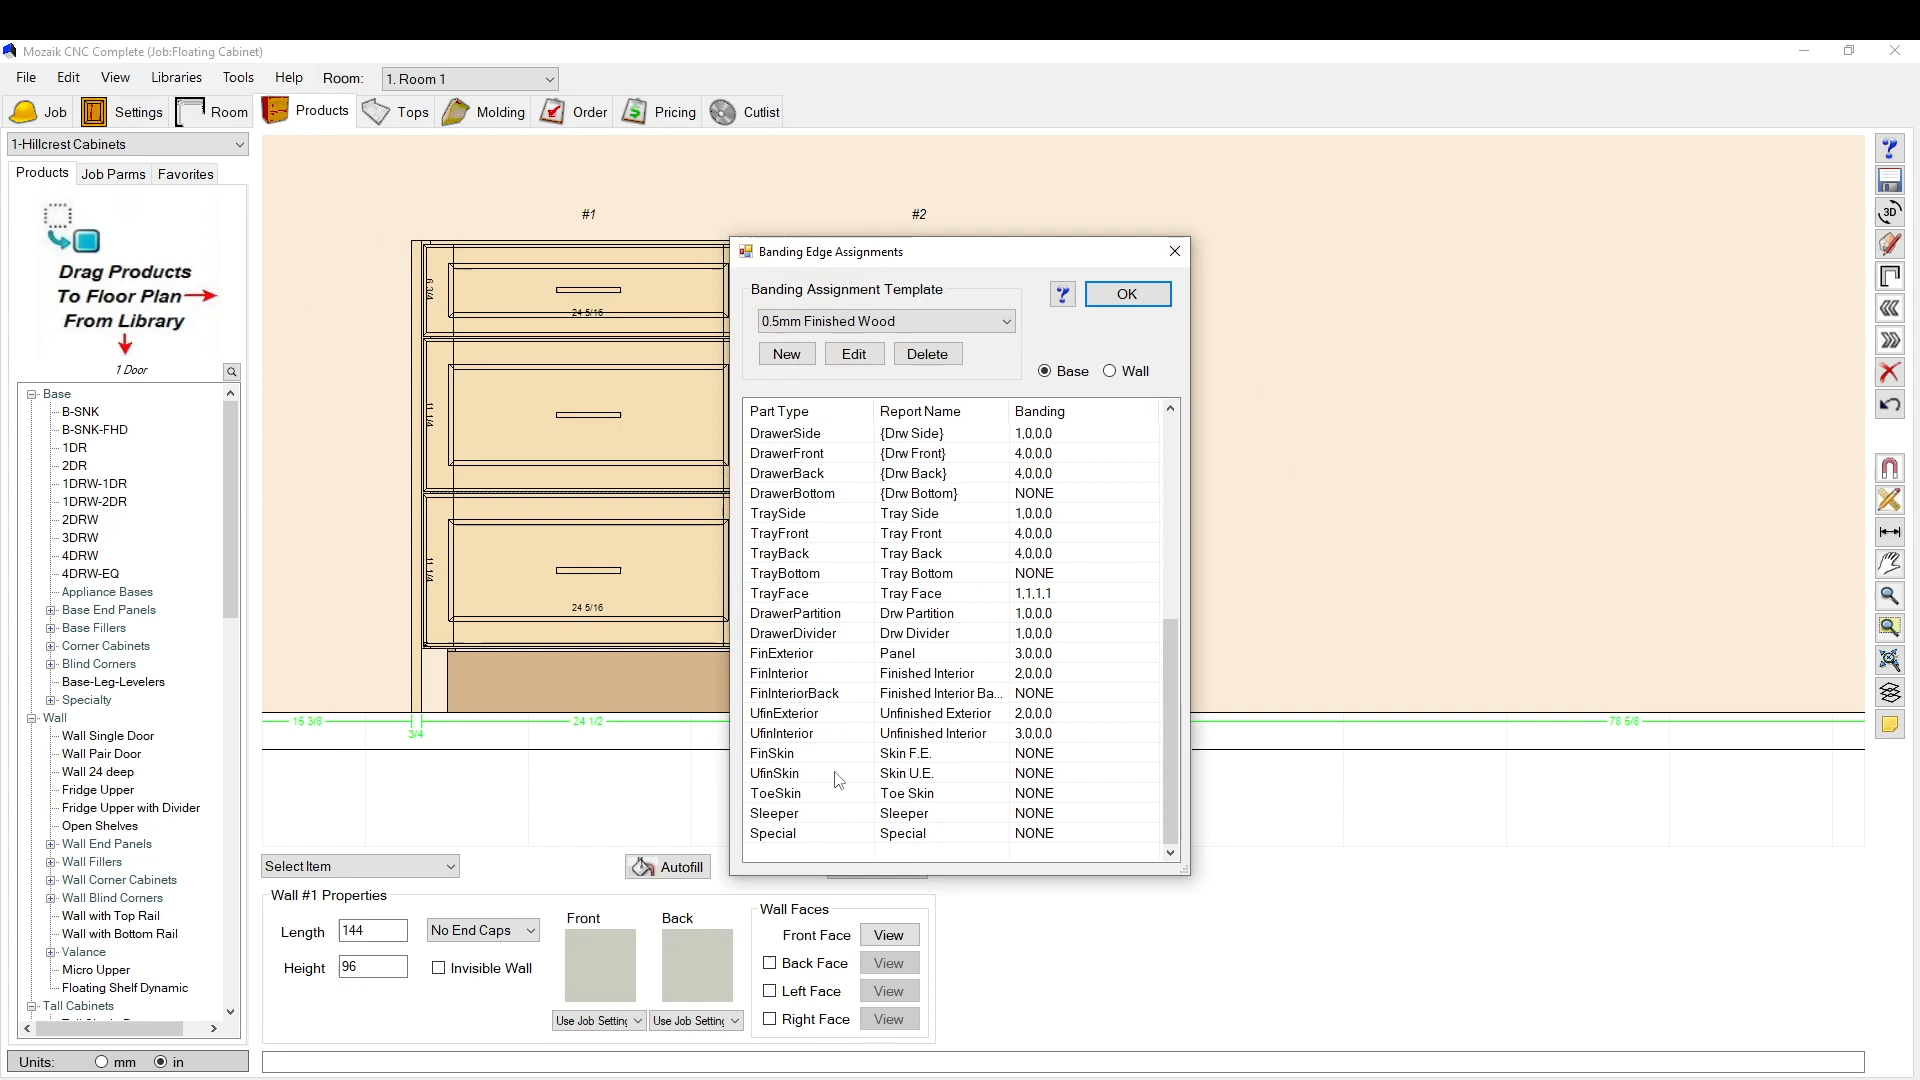 Mozaik CNC Complete (Job:Floating Cabinet)
File Edit View Libraries Tools Help Room: 1. Room 1
Job Settings Room Products Tops Molding Order Pricing Cutlist
1-Hillcrest Cabinets
Products Job Parms Favorites
Drag Products
To Floor Plan
From Library
1 Door
Base
B-SNK
B-SNK-FHD
1DR
2DR
1DRW-1DR
1DRW-2DR
2DRW
3DRW
4DRW
4DRW-EQ
Appliance Bases
Base End Panels
Base Fillers
Corner Cabinets
Blind Corners
Base-Leg-Levelers
Specialty
Wall
Wall Single Door
Wall Pair Door
Wall 24 deep
Fridge Upper
Fridge Upper with Divider
Open Shelves
Wall End Panels
Wall Fillers
Wall Corner Cabinets
Wall Blind Corners
Wall with Top Rail
Wall with Bottom Rail
Valance
Micro Upper
Floating Shelf Dynamic
Tall Cabinets
Units: mm in
#1 #2
6 3/4
24 5/16
11 1/4
11 1/4
24 5/16
15 3/8 24 1/2 78 5/8
3/4
Banding Edge Assignments
Banding Assignment Template
OK
0.5mm Finished Wood
New Edit Delete
Base Wall
Part Type Report Name Banding
DrawerSide {Drw Side} 1,0,0,0
DrawerFront {Drw Front} 4,0,0,0
DrawerBack {Drw Back} 4,0,0,0
DrawerBottom {Drw Bottom} NONE
TraySide Tray Side 1,0,0,0
TrayFront Tray Front 4,0,0,0
TrayBack Tray Back 4,0,0,0
TrayBottom Tray Bottom NONE
TrayFace Tray Face 1,1,1,1
DrawerPartition Drw Partition 1,0,0,0
DrawerDivider Drw Divider 1,0,0,0
FinExterior Panel 3,0,0,0
FinInterior Finished Interior 2,0,0,0
FinInteriorBack Finished Interior Ba... NONE
UfinExterior Unfinished Exterior 2,0,0,0
UfinInterior Unfinished Interior 3,0,0,0
FinSkin Skin F.E. NONE
UfinSkin Skin U.E. NONE
ToeSkin Toe Skin NONE
Sleeper Sleeper NONE
Special Special NONE
3D
Select Item Autofill
Wall #1 Properties
Length 144 No End Caps
Height 96 Invisible Wall
Front Back
Use Job Setting Use Job Setting
Wall Faces
Front Face View
Back Face View
Left Face View
Right Face View